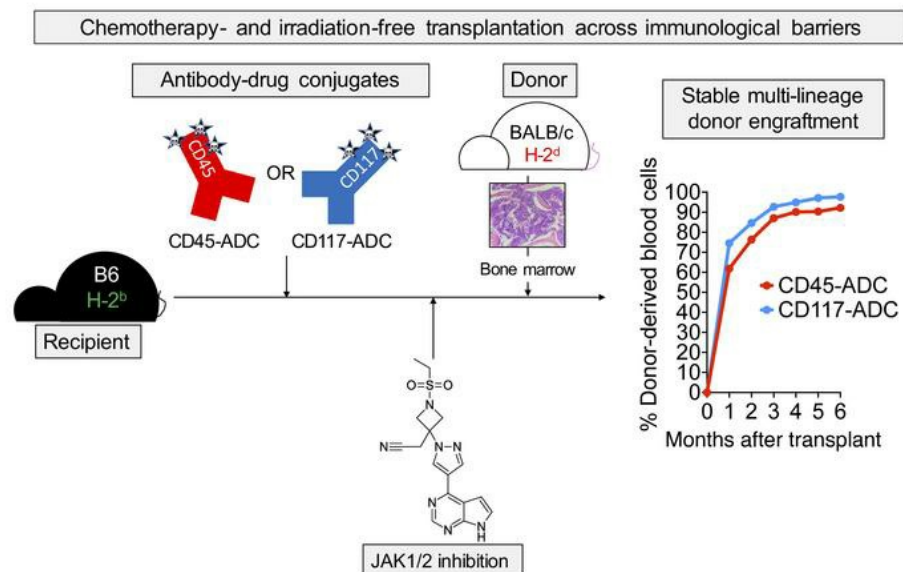 Chemotherapy- and irradiation-free transplantation across immunological barriers
Antibody-drug conjugates
CD45
OR
CD117
CD45-ADC
CD117-ADC
Donor
BALB/c
H-2ᵈ
Bone marrow
B6
H-2ᵇ
Recipient
O=S=O
N
N
N
N
N
N
N
H
JAK1/2 inhibition
Stable multi-lineage
donor engraftment
% Donor-derived blood cells
100
90
80
70
60
50
40
30
20
10
0
CD45-ADC
CD117-ADC
0 1 2 3 4 5 6
Months after transplant